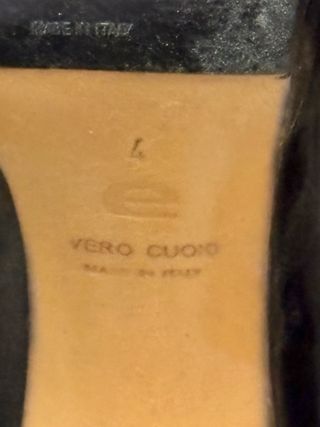 MADE IN ITALY
4
e
VERO CUOIO
MADE IN ITALY